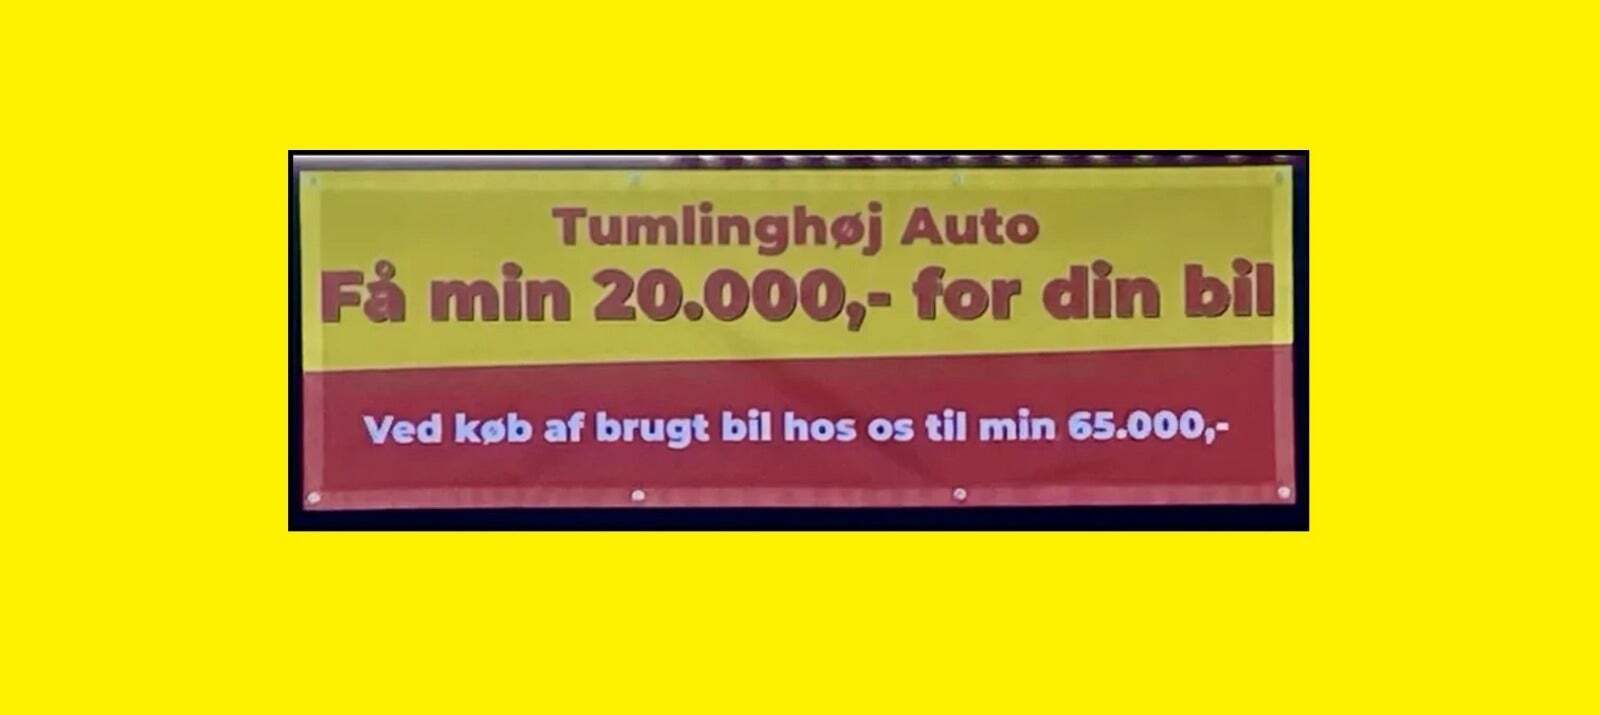 Tumlinghøj Auto
Få min 20.000,- for din bil
Ved køb af brugt bil hos os til min 65.000,-